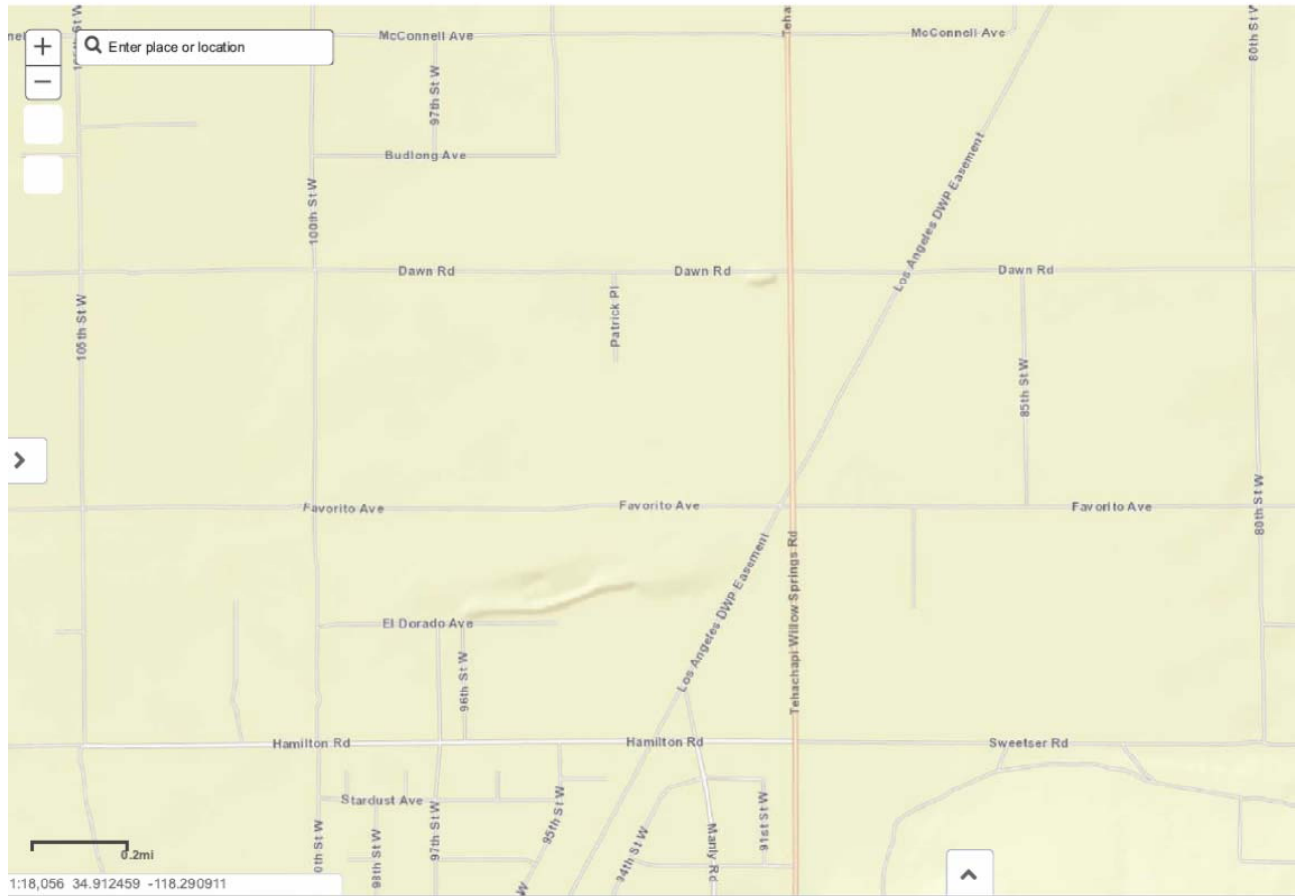 McConnell Ave
McConnell Ave
Enter place or location
97th St W
80th St W
Budlong Ave
100th St W
Los Angeles DWP Easement
Dawn Rd
Dawn Rd
Dawn Rd
105th St W
Patrick Pl
85th St W
Favorito Ave
Favorito Ave
Favorito Ave
80th St W
Los Angeles DWP Easement
Tehachapi Willow Springs Rd
El Dorado Ave
96th St W
Hamilton Rd
Hamilton Rd
Sweetser Rd
Stardust Ave
97th St W
98th St W
95th St W
94th St W
Manly Rd
91st St W
0.2mi
1:18,056 34.912459 -118.290911